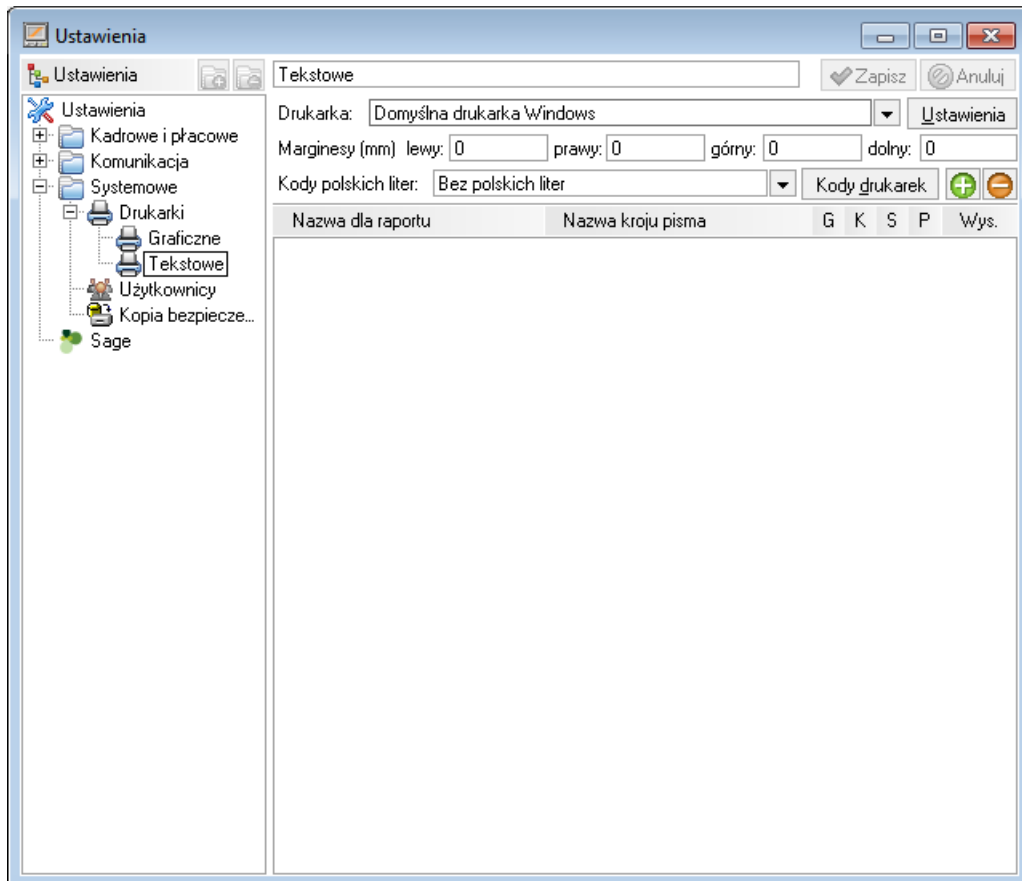 Ustawienia
Ustawienia
Tekstowe
Zapisz
Anuluj
Ustawienia
Kadrowe i płacowe
Komunikacja
Systemowe
Drukarki
Graficzne
Tekstowe
Użytkownicy
Kopia bezpiecze...
Sage
Drukarka: Domyślna drukarka Windows Ustawienia
Marginesy (mm) lewy: 0 prawy: 0 górny: 0 dolny: 0
Kody polskich liter: Bez polskich liter Kody drukarek
Nazwa dla raportu Nazwa kroju pisma G K S P Wys.